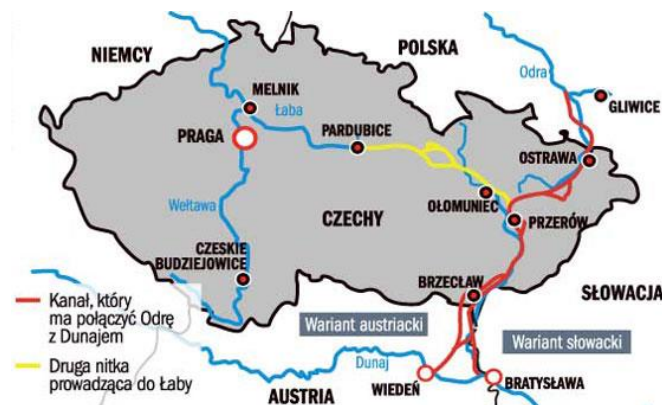 NIEMCY
POLSKA
Odra
MELNIK
GLIWICE
Łaba
PRAGA
PARDUBICE
OSTRAWA
Wełtawa
OŁOMUNIEC
CZECHY
PRZERÓW
CZESKIE
BUDZIEJOWICE
BRZECŁAW
SŁOWACJA
Kanał, który
ma połączyć Odrę
z Dunajem
Wariant austriacki
Wariant słowacki
Druga nitka
prowadząca do Łaby
Dunaj
AUSTRIA
WIEDEŃ
BRATYSŁAWA